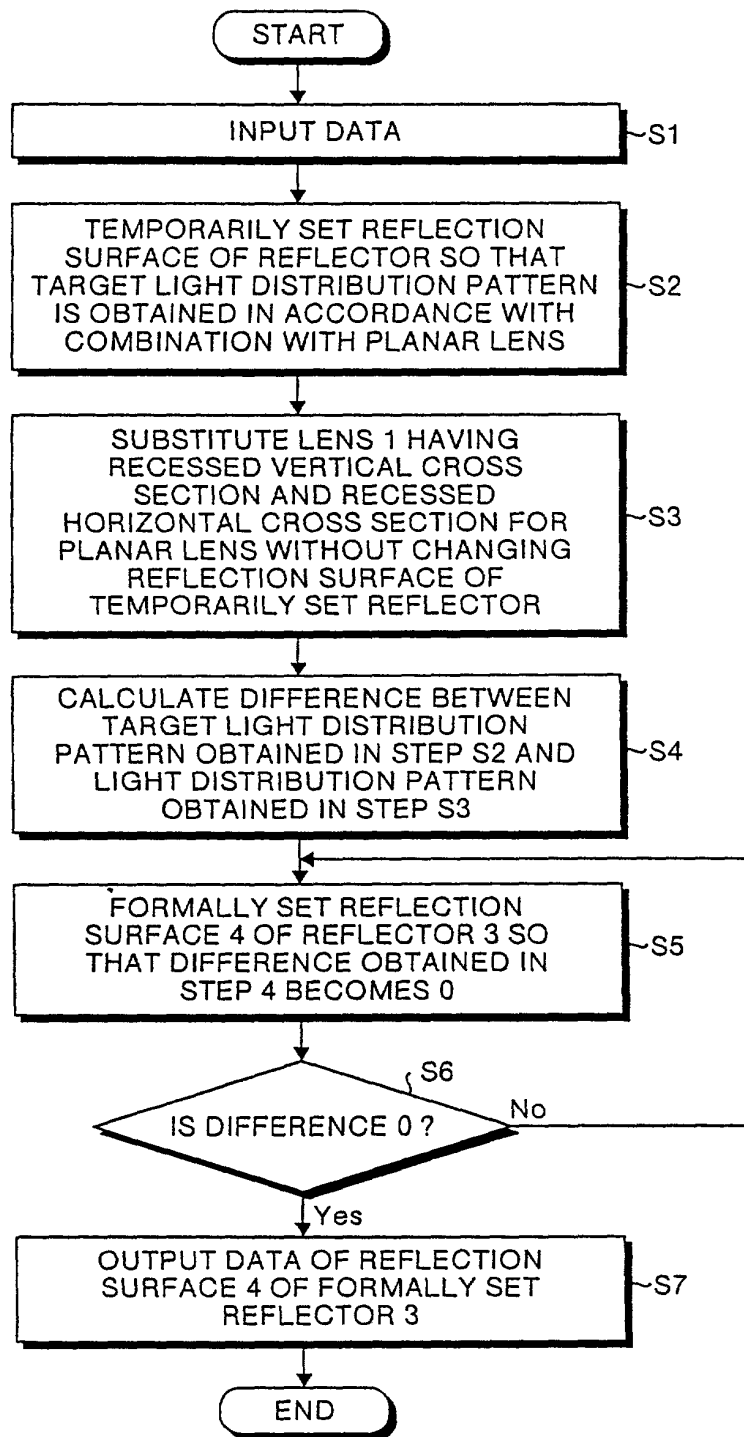 START
INPUT DATA
S1
TEMPORARILY SET REFLECTION
SURFACE OF REFLECTOR SO THAT
TARGET LIGHT DISTRIBUTION PATTERN
IS OBTAINED IN ACCORDANCE WITH
COMBINATION WITH PLANAR LENS
S2
SUBSTITUTE LENS 1 HAVING
RECESSED VERTICAL CROSS
SECTION AND RECESSED
HORIZONTAL CROSS SECTION FOR
PLANAR LENS WITHOUT CHANGING
REFLECTION SURFACE OF
TEMPORARILY SET REFLECTOR
S3
CALCULATE DIFFERENCE BETWEEN
TARGET LIGHT DISTRIBUTION
PATTERN OBTAINED IN STEP S2 AND
LIGHT DISTRIBUTION PATTERN
OBTAINED IN STEP S3
S4
FORMALLY SET REFLECTION
SURFACE 4 OF REFLECTOR 3 SO
THAT DIFFERENCE OBTAINED IN
STEP 4 BECOMES 0
S5
S6
IS DIFFERENCE 0 ?
No
Yes
OUTPUT DATA OF REFLECTION
SURFACE 4 OF FORMALLY SET
REFLECTOR 3
S7
END